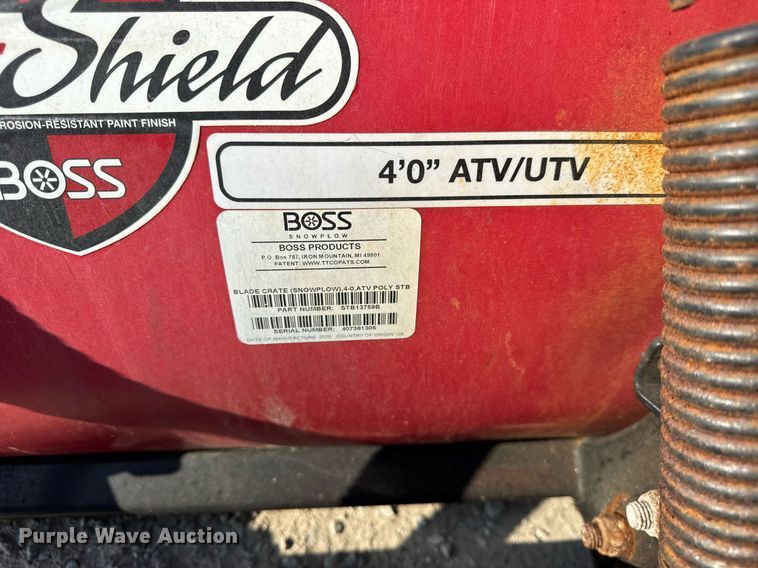 Shield
ROSION-RESISTANT PAINT FINISH
BOSS
4'0" ATV/UTV
BOSS
SNOWPLOW
BOSS PRODUCTS
P.O. Box 787, IRON MOUNTAIN, MI 49801
PATENT: WWW.TTCOPATS.COM
BLADE CRATE (SNOWPLOW),4-0,ATV POLY STB
PART NUMBER: STB13759B
SERIAL NUMBER: 407361305
DATE OF MANUFACTURE: 2020 COUNTRY OF ORIGIN: US
Purple Wave Auction